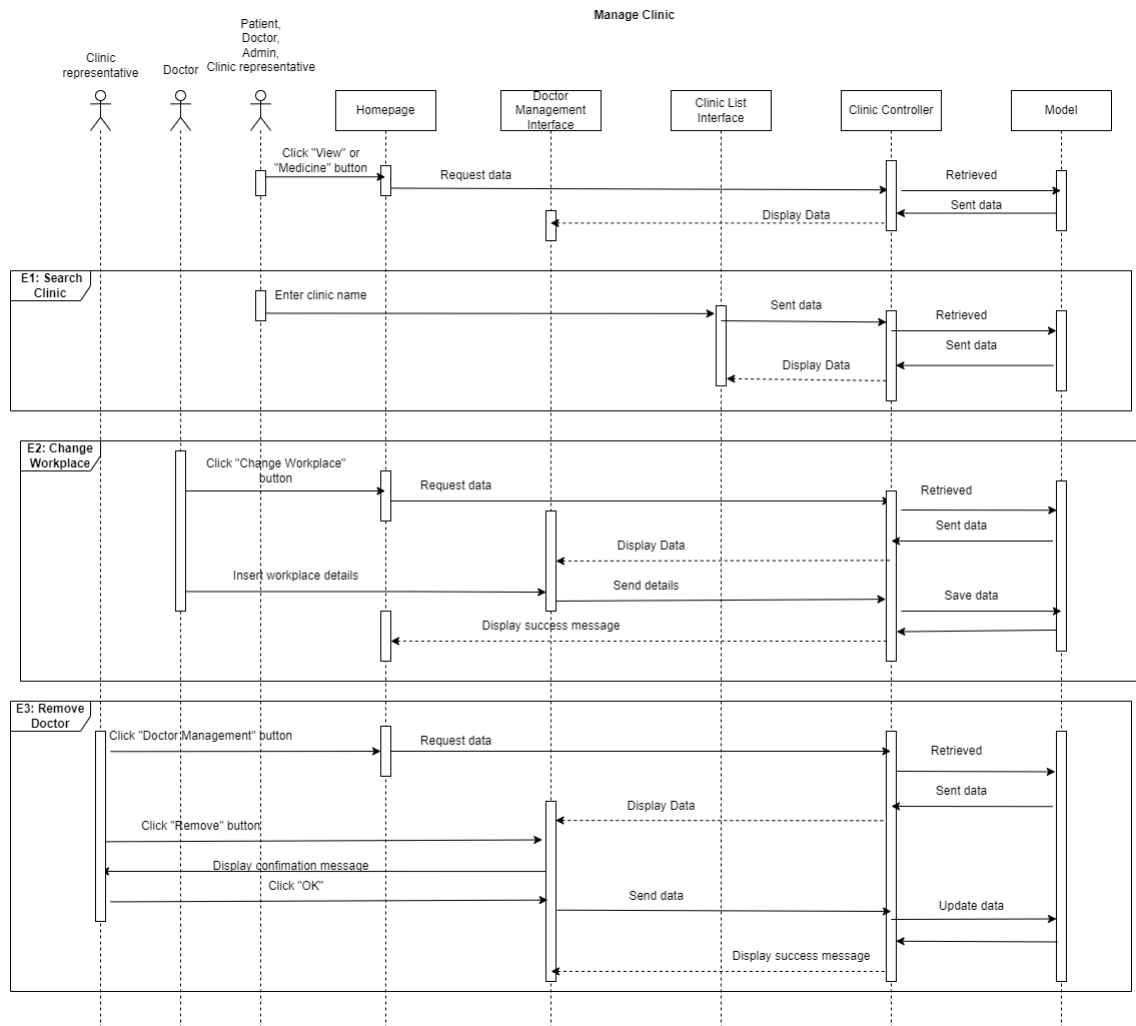 Manage Clinic
Patient,
Doctor,
Admin,
Clinic representative
Clinic
representative
Doctor
Homepage
Doctor
Management
Interface
Clinic List
Interface
Clinic Controller
Model
Click "View" or
"Medicine" button
Request data
Retrieved
Sent data
Display Data
E1: Search
Clinic
Enter clinic name
Sent data
Retrieved
Sent data
Display Data
E2: Change
Workplace
Click "Change Workplace"
button
Request data
Retrieved
Sent data
Display Data
Insert workplace details
Send details
Save data
Display success message
E3: Remove
Doctor
Click "Doctor Management" button
Request data
Retrieved
Sent data
Display Data
Click "Remove" button
Display confimation message
Click "OK"
Send data
Update data
Display success message